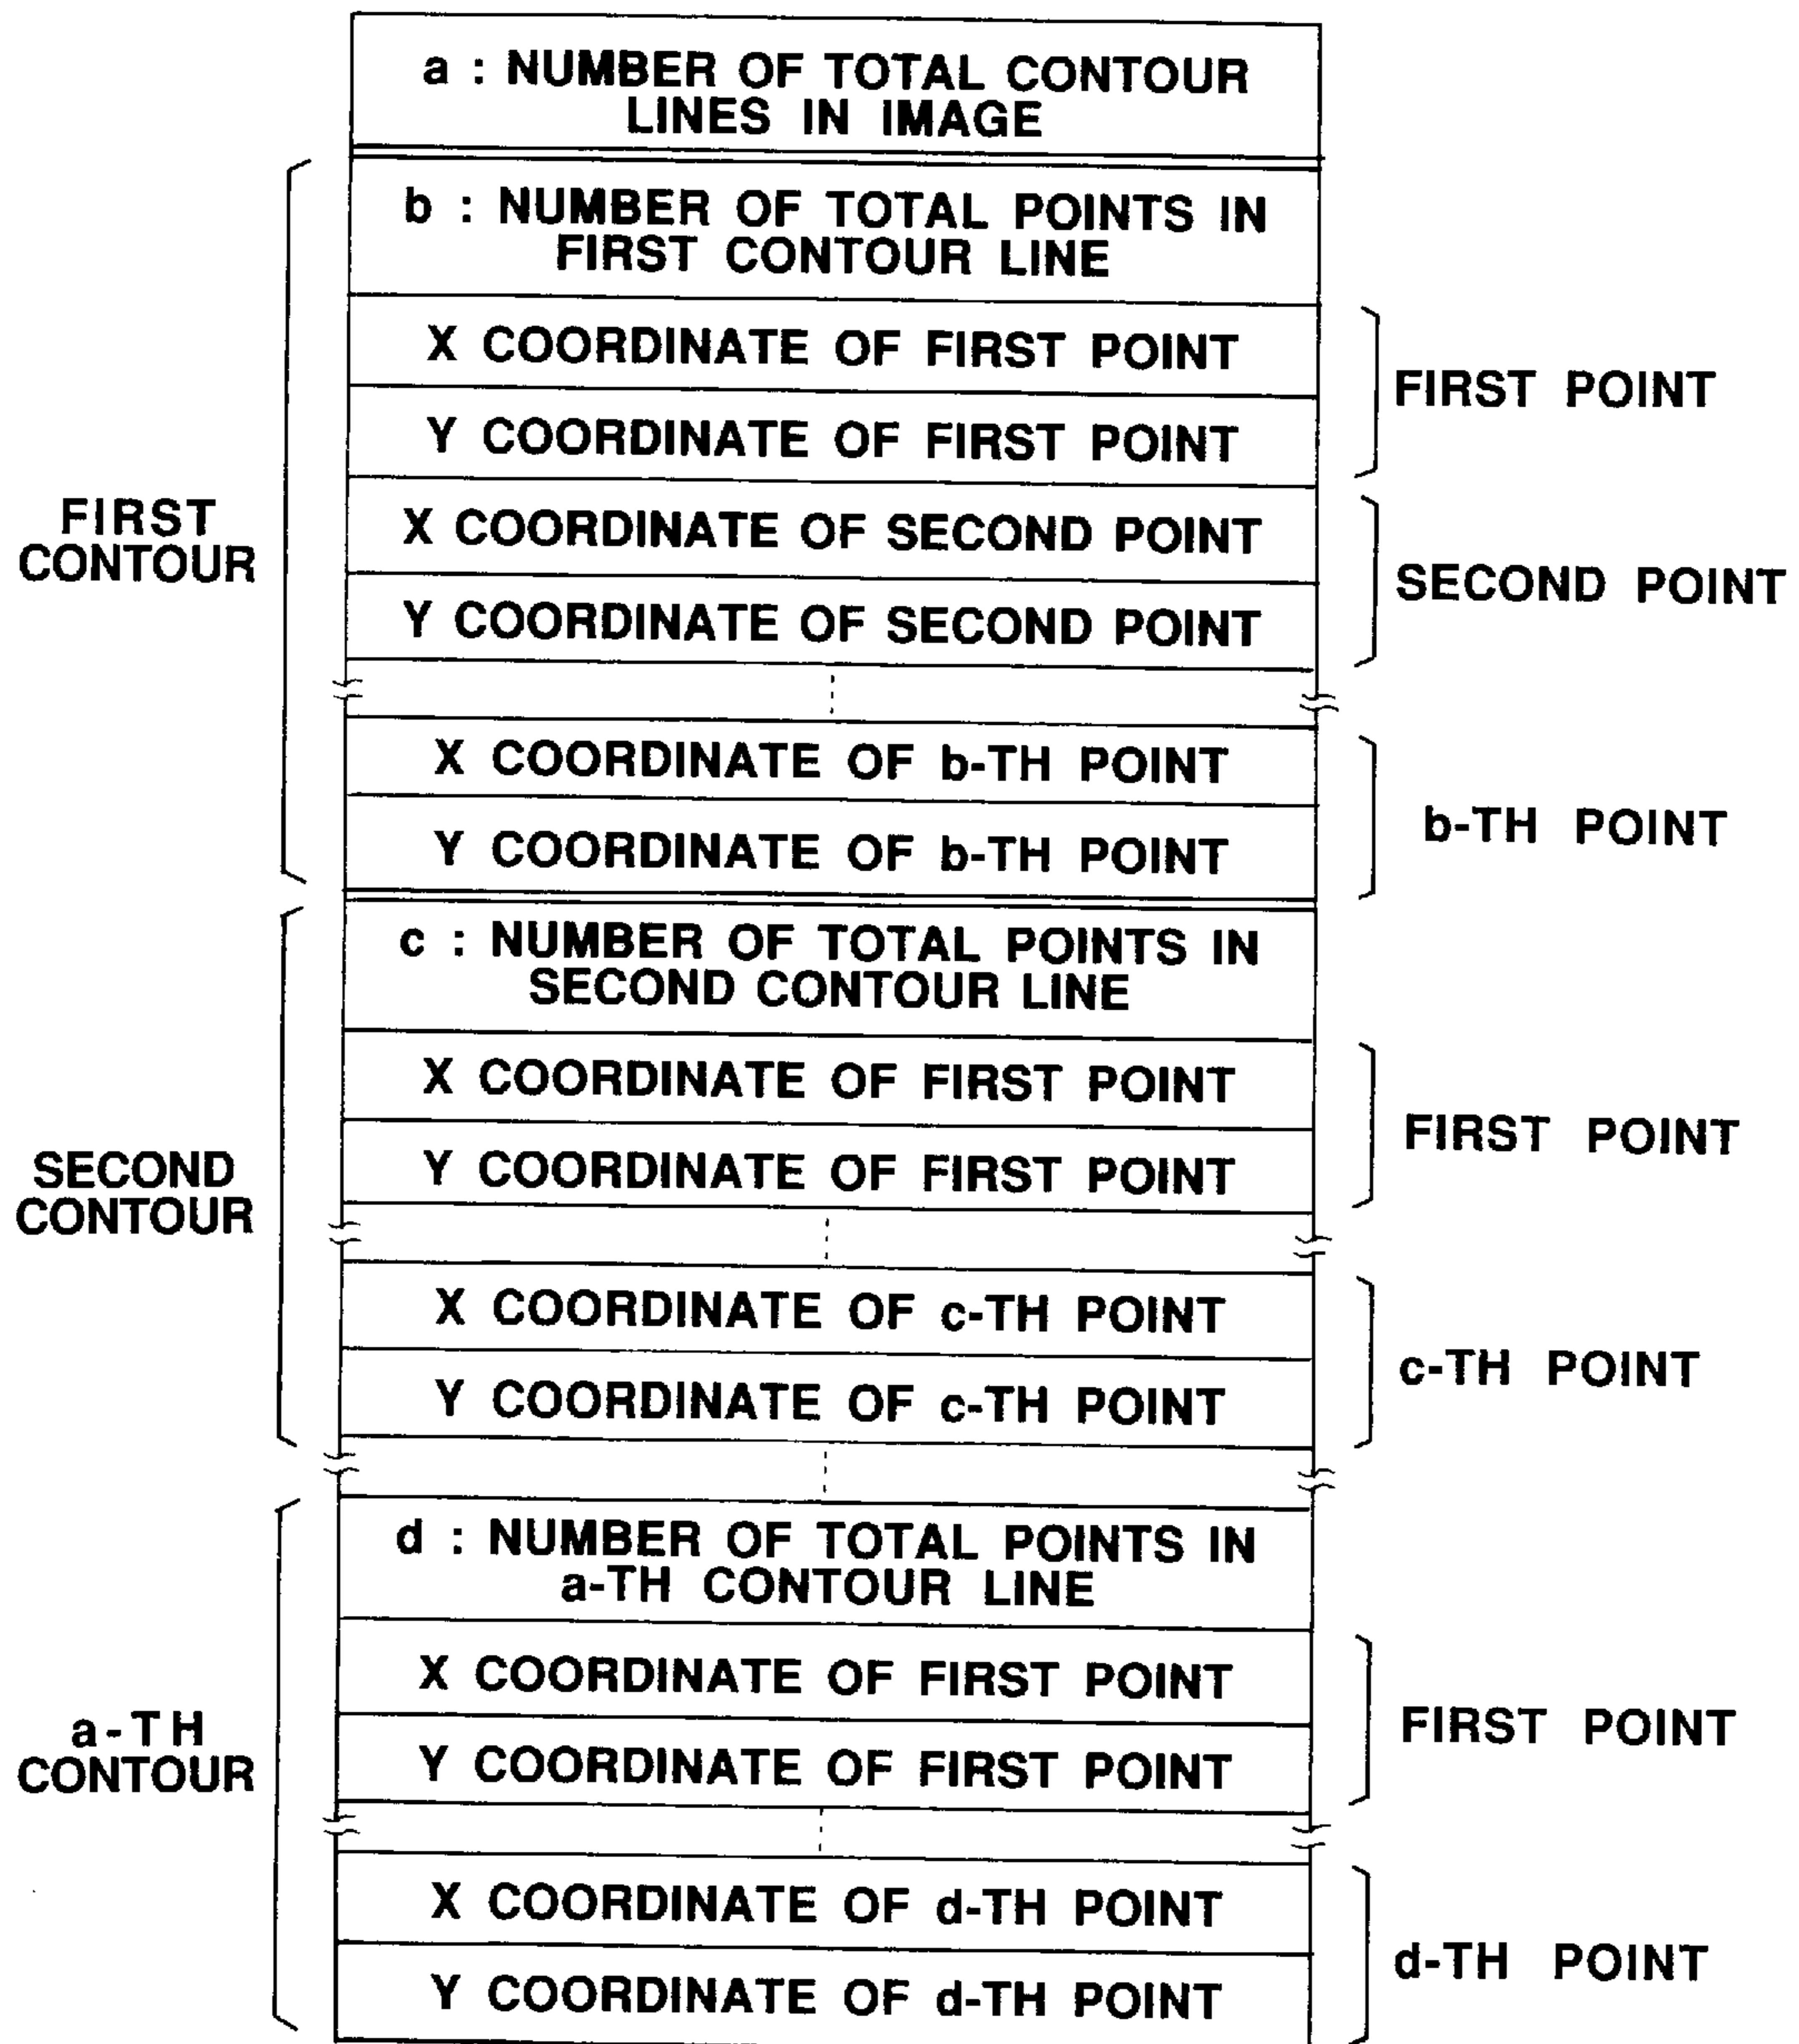 a : NUMBER OF TOTAL CONTOUR
LINES IN IMAGE
b : NUMBER OF TOTAL POINTS IN
FIRST CONTOUR LINE
X COORDINATE OF FIRST POINT
Y COORDINATE OF FIRST POINT
FIRST POINT
FIRST
CONTOUR
X COORDINATE OF SECOND POINT
Y COORDINATE OF SECOND POINT
SECOND POINT
X COORDINATE OF b-TH POINT
Y COORDINATE OF b-TH POINT
b-TH POINT
c : NUMBER OF TOTAL POINTS IN
SECOND CONTOUR LINE
X COORDINATE OF FIRST POINT
Y COORDINATE OF FIRST POINT
FIRST POINT
SECOND
CONTOUR
X COORDINATE OF c-TH POINT
Y COORDINATE OF c-TH POINT
c-TH POINT
d : NUMBER OF TOTAL POINTS IN
a-TH CONTOUR LINE
X COORDINATE OF FIRST POINT
Y COORDINATE OF FIRST POINT
FIRST POINT
a-TH
CONTOUR
X COORDINATE OF d-TH POINT
Y COORDINATE OF d-TH POINT
d-TH POINT